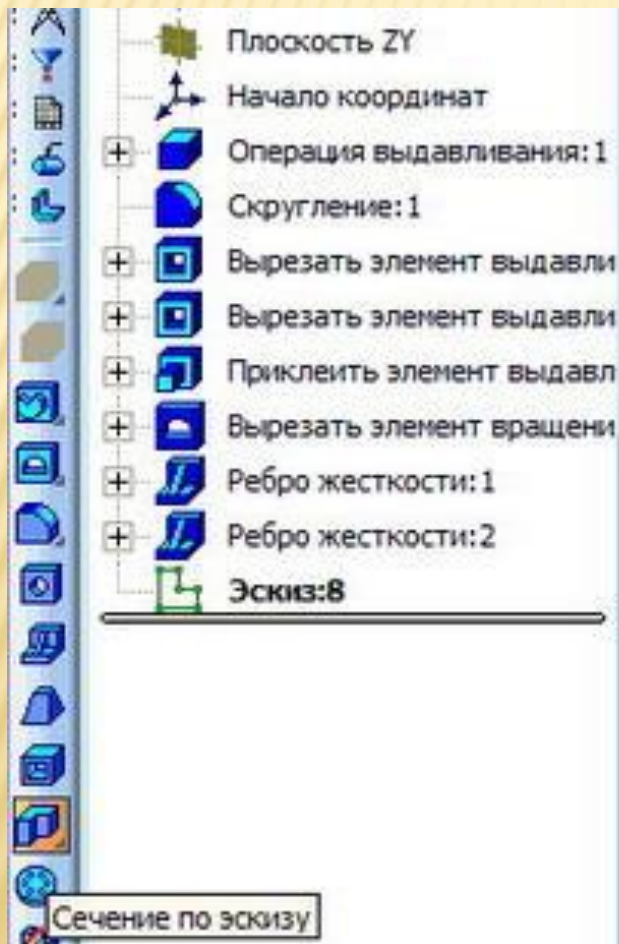 Плоскость ZY
Начало координат
Операция выдавливания:1
Скругление:1
Вырезать элемент выдавли
Вырезать элемент выдавли
Приклеить элемент выдавл
Вырезать элемент вращени
Ребро жесткости:1
Ребро жесткости:2
Эскиз:8
Сечение по эскизу